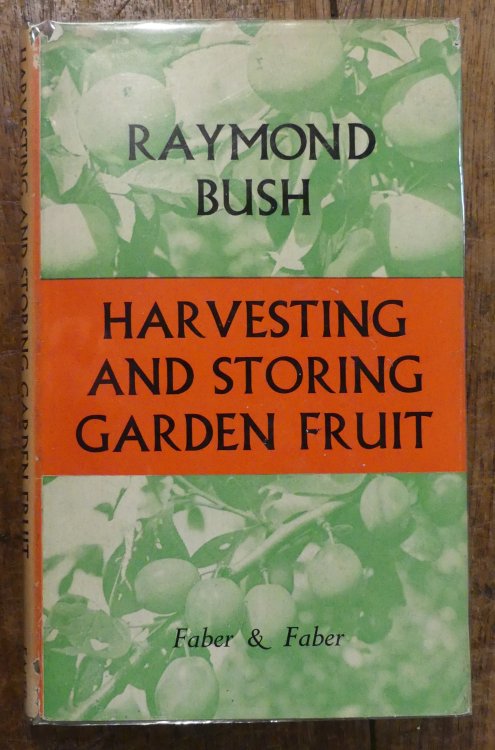 RAYMOND
BUSH
HARVESTING
AND STORING
GARDEN FRUIT
Faber & Faber
HARVESTING AND STORING GARDEN FRUIT